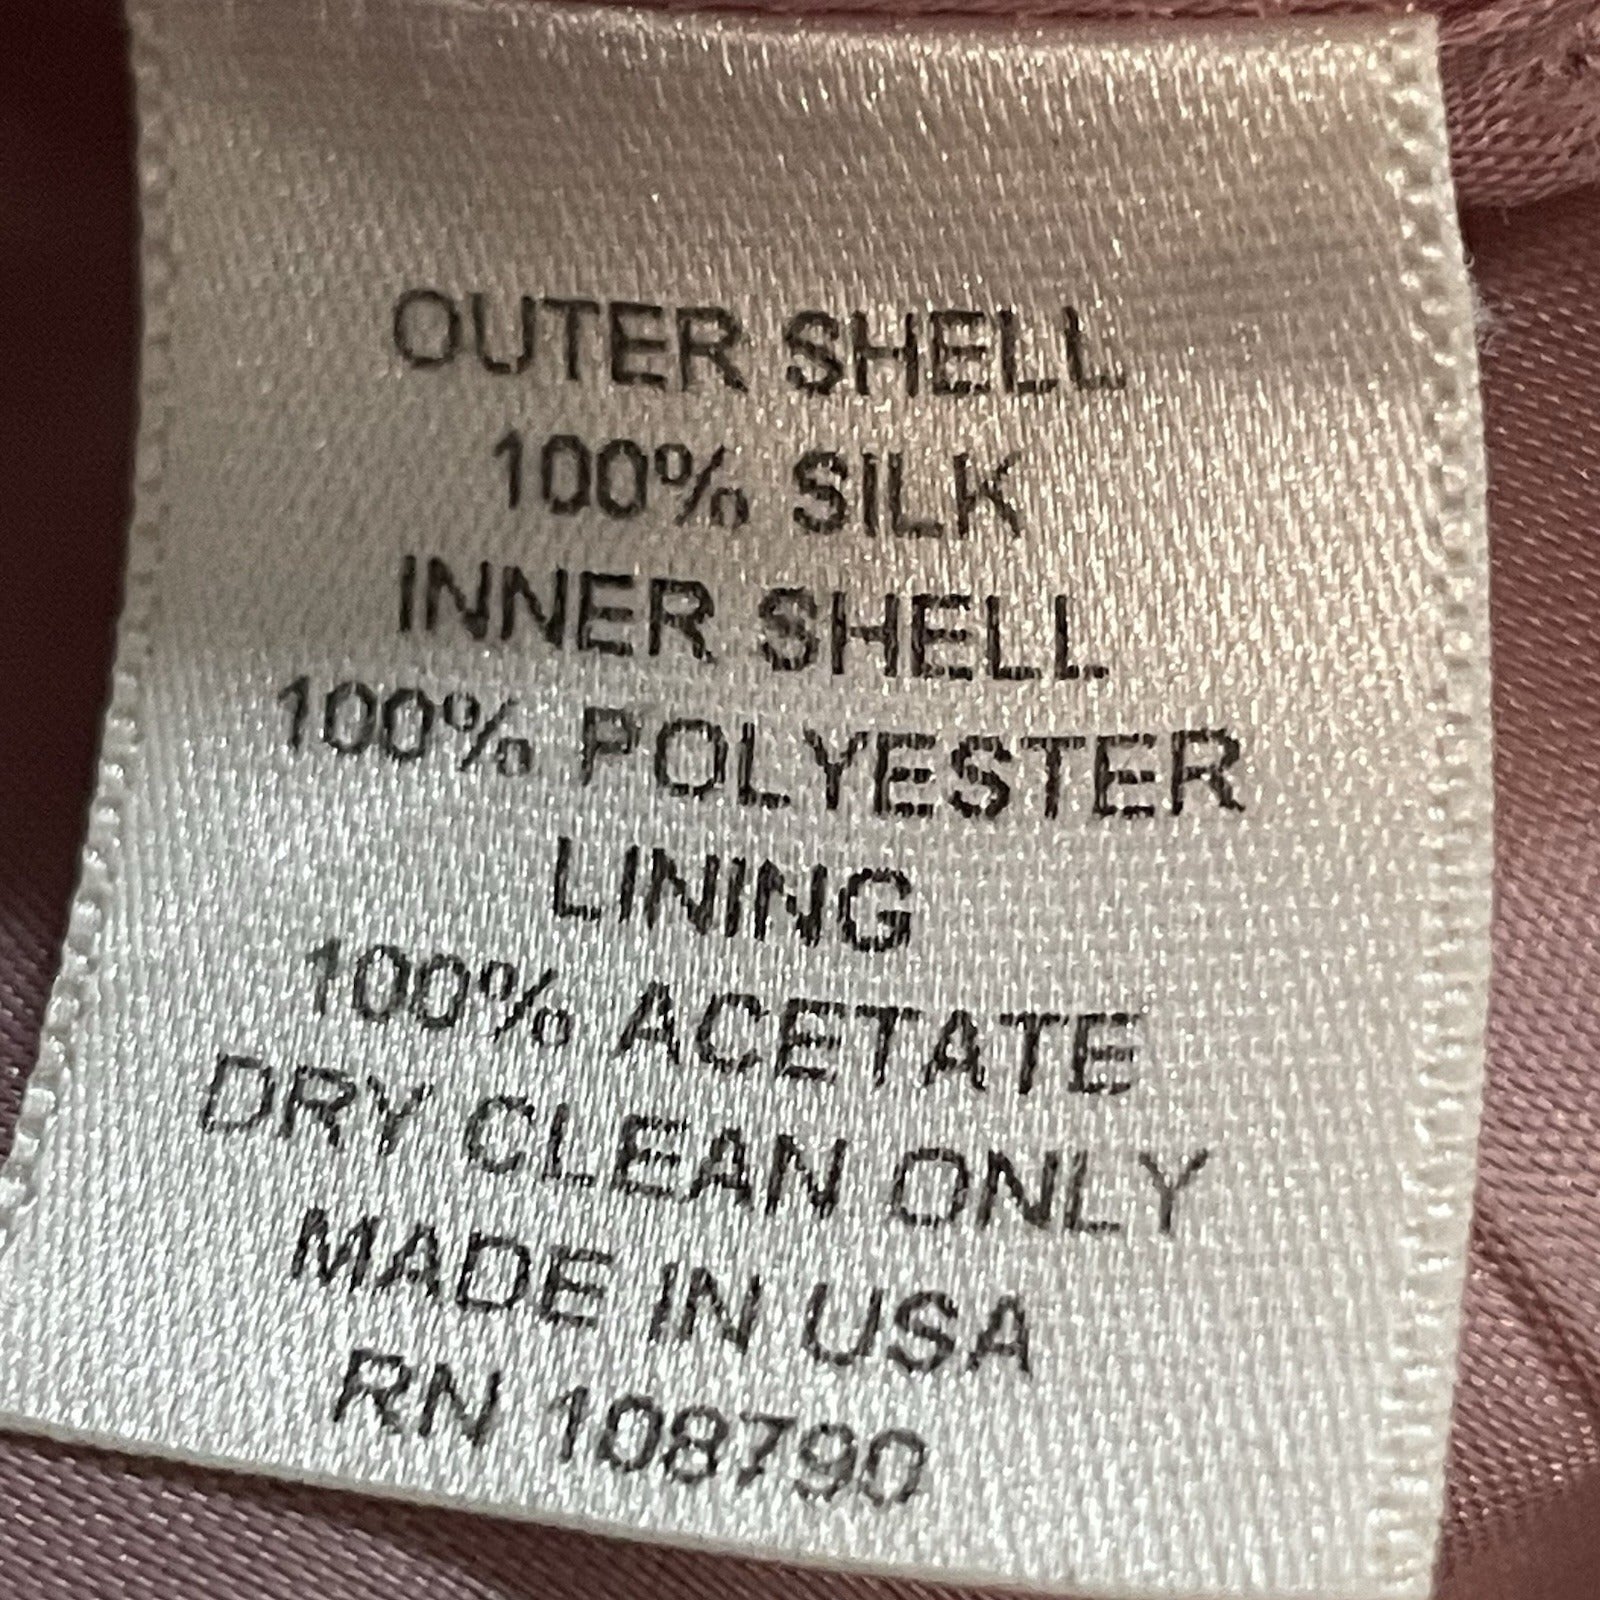 OUTER SHELL
100% SILK
INNER SHELL
100% POLYESTER
LINING
100% ACETATE
DRY CLEAN ONLY
MADE IN USA
RN 108790